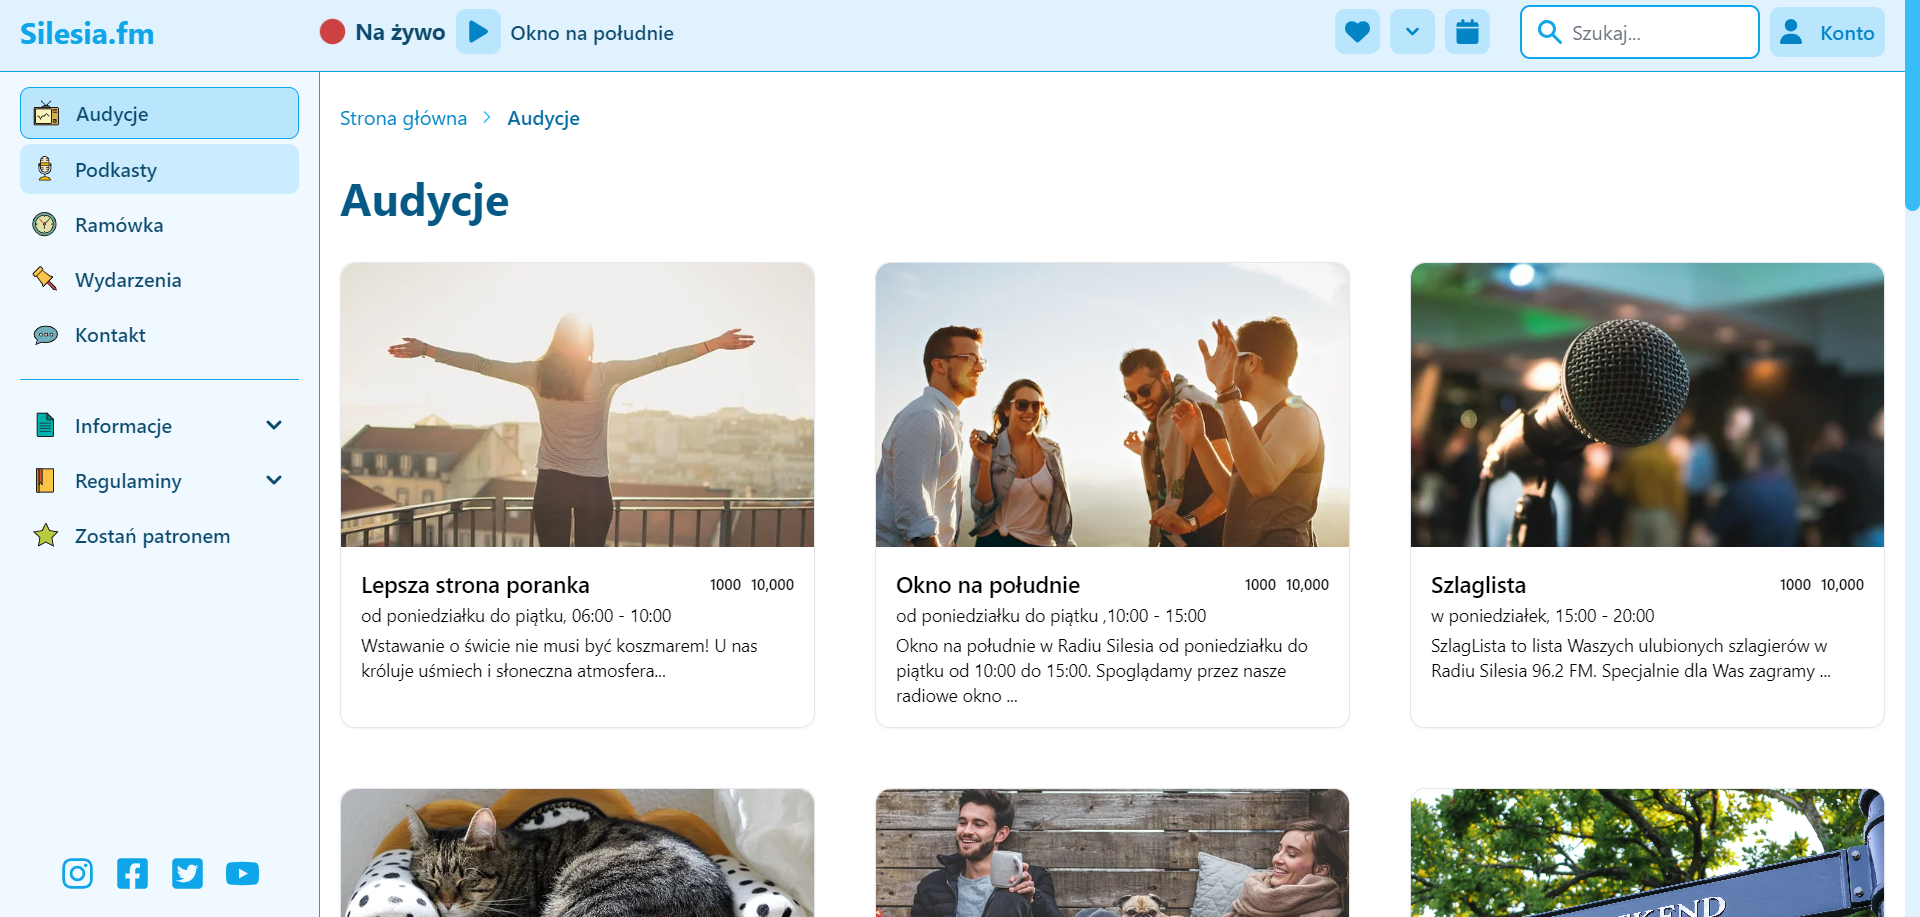 Silesia.fm
Na żywo
Okno na południe
Szukaj...
Konto
Audycje
Podkasty
Ramówka
Wydarzenia
Kontakt
Informacje
Regulaminy
Zostań patronem
Strona główna > Audycje
Audycje
Lepsza strona poranka 1000 10,000
od poniedziałku do piątku, 06:00 - 10:00
Wstawanie o świcie nie musi być koszmarem! U nas
króluje uśmiech i słoneczna atmosfera...
Okno na południe 1000 10,000
od poniedziałku do piątku ,10:00 - 15:00
Okno na południe w Radiu Silesia od poniedziałku do
piątku od 10:00 do 15:00. Spoglądamy przez nasze
radiowe okno ...
Szlaglista 1000 10,000
w poniedziałek, 15:00 - 20:00
SzlagLista to lista Waszych ulubionych szlagierów w
Radiu Silesia 96.2 FM. Specjalnie dla Was zagramy ...